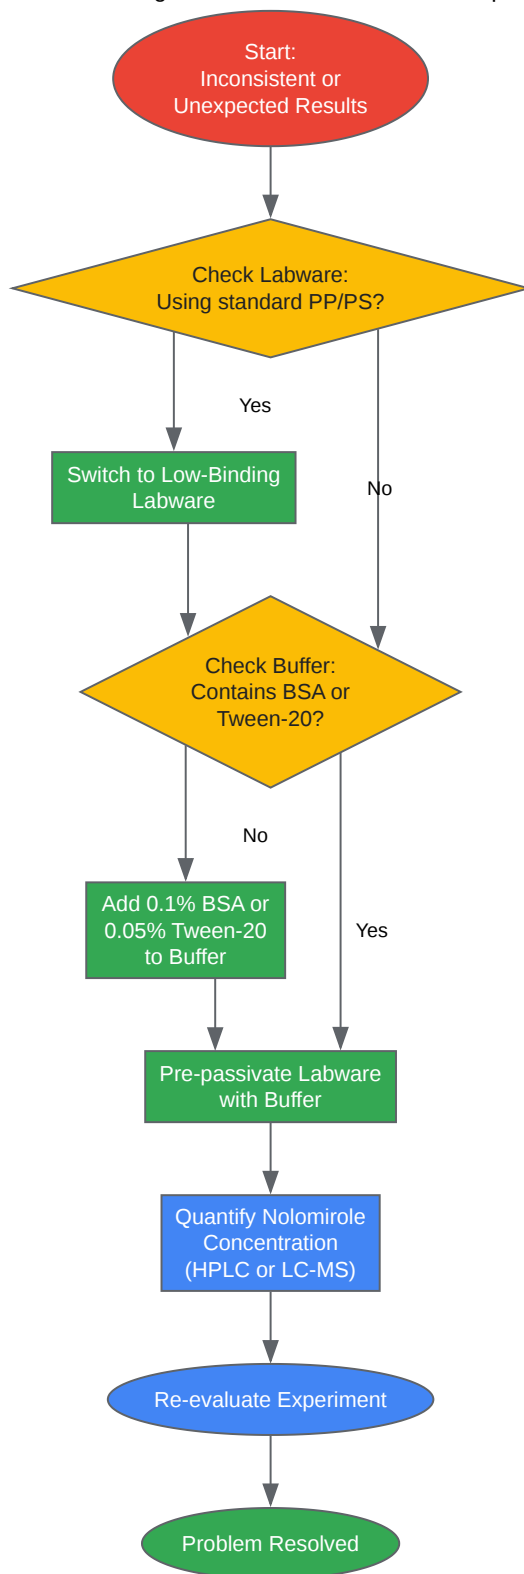 Start:
Inconsistent or
Unexpected Results
Check Labware:
Using standard PP/PS?
Yes
Switch to Low-Binding
Labware
No
Check Buffer:
Contains BSA or
Tween-20?
No
Add 0.1% BSA or
0.05% Tween-20
to Buffer
Yes
Pre-passivate Labware
with Buffer
Quantify Nolomirole
Concentration
(HPLC or LC-MS)
Re-evaluate Experiment
Problem Resolved